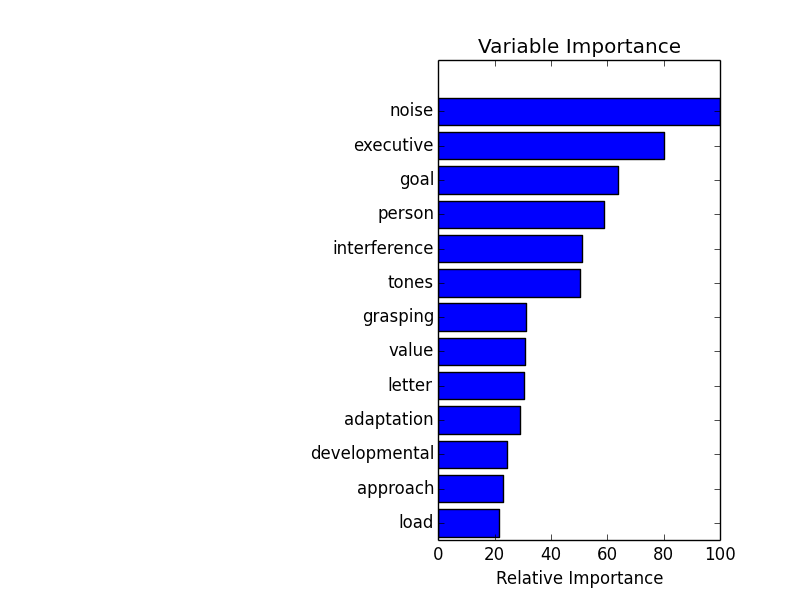 Variable Importance
noise
executive
goal
person
interference
tones
grasping
value
letter
adaptation
developmental
approach
load
0 20 40 60 80 100
Relative Importance